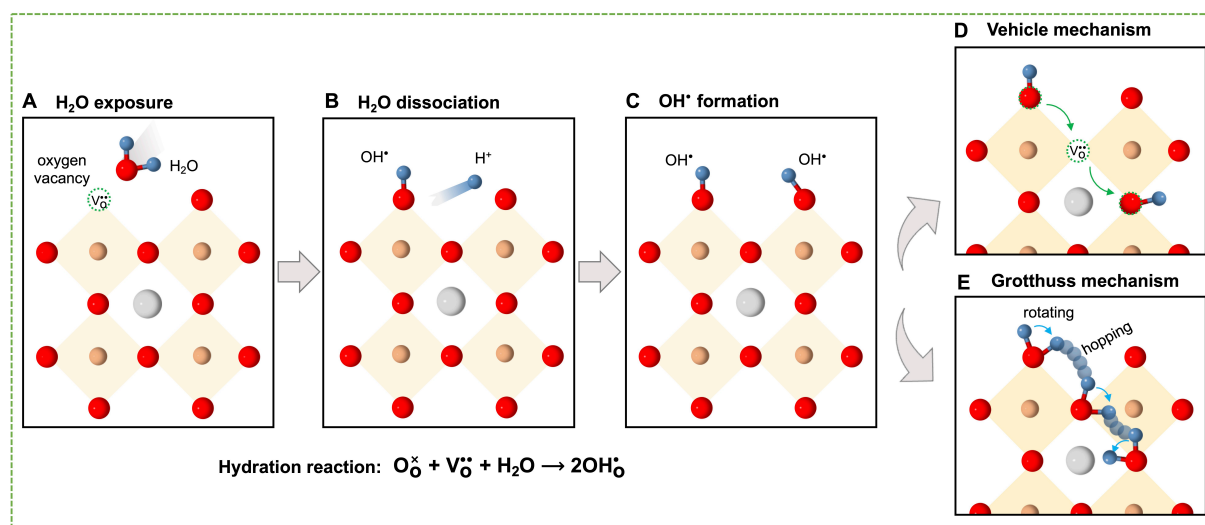 A H₂O exposure
oxygen
vacancy
H₂O
V••O
B H₂O dissociation
OH•
H⁺
C OH• formation
OH•
OH•
D Vehicle mechanism
V••O
E Grotthuss mechanism
rotating
hopping
Hydration reaction: O×O + V••O + H₂O → 2OH•O